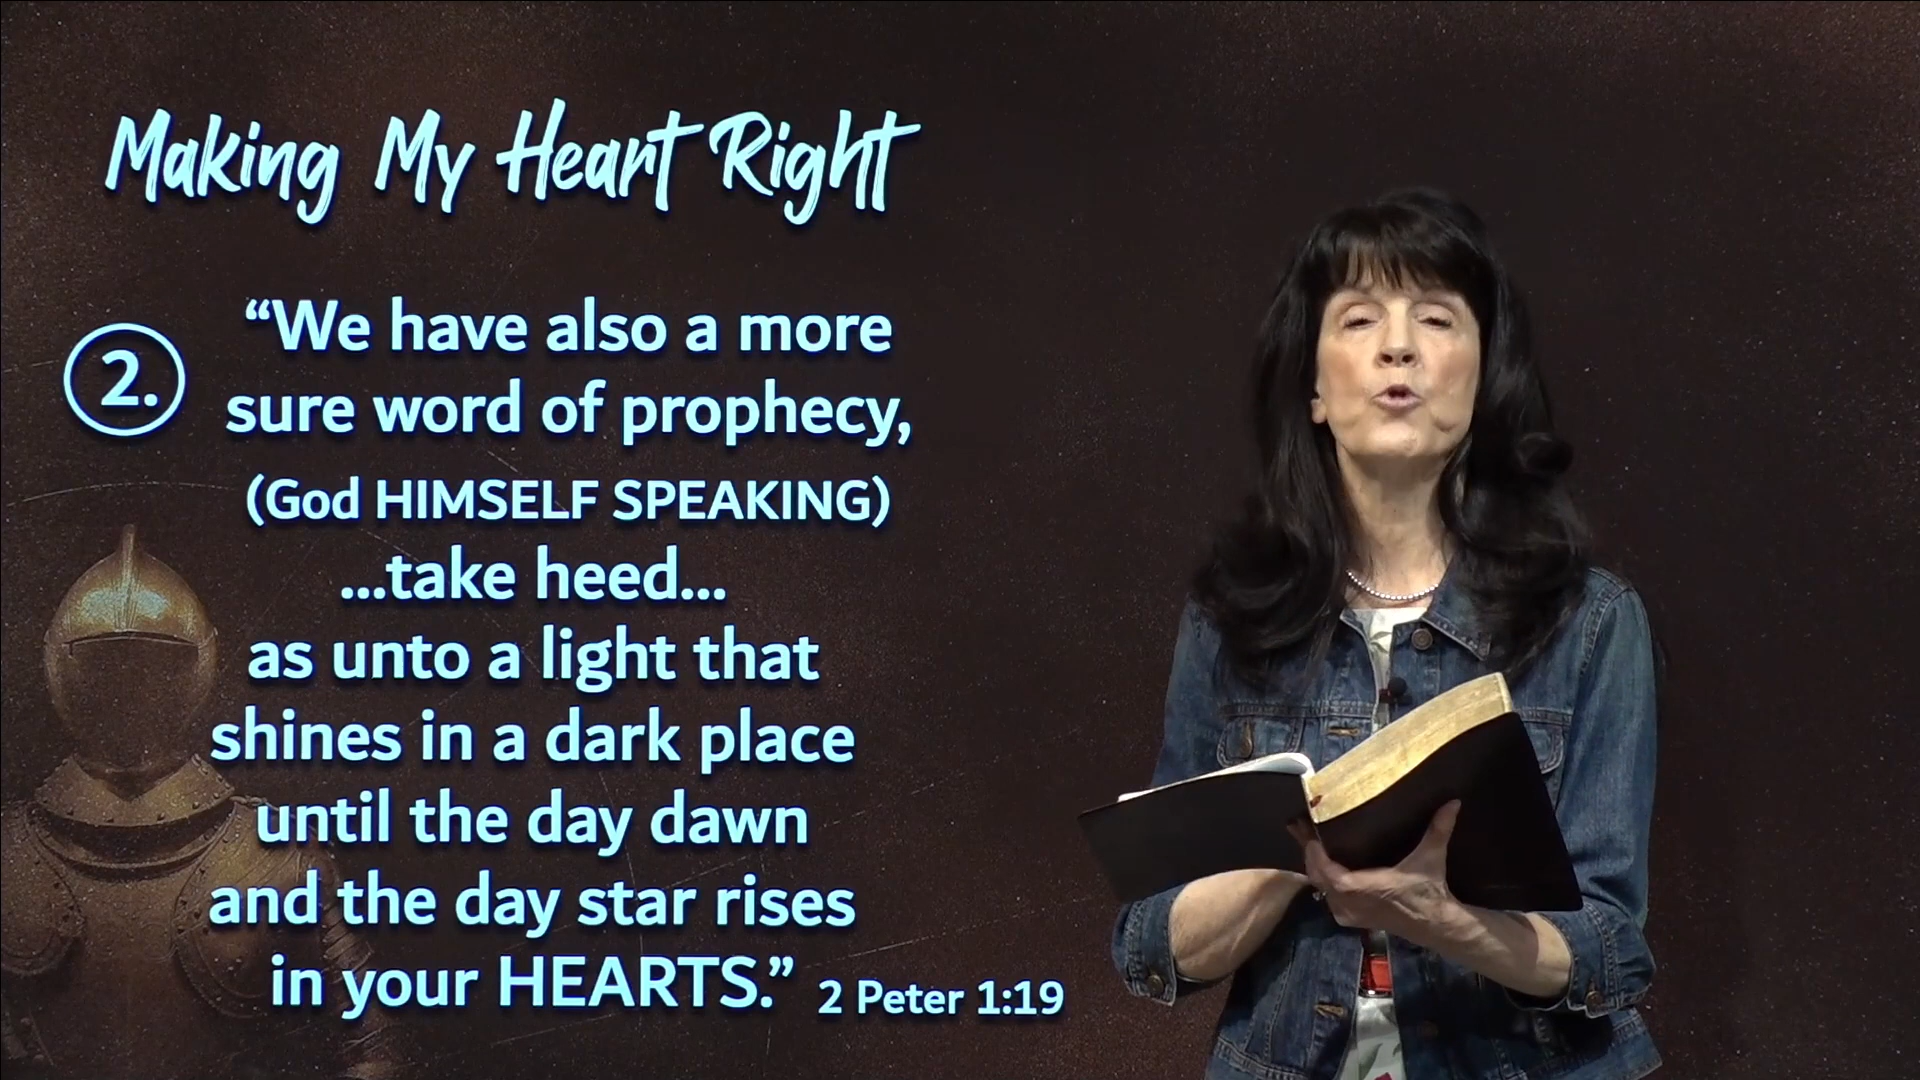 Making My Heart Right
2.
“We have also a more
sure word of prophecy,
(God HIMSELF SPEAKING)
...take heed...
as unto a light that
shines in a dark place
until the day dawn
and the day star rises
in your HEARTS.” 2 Peter 1:19